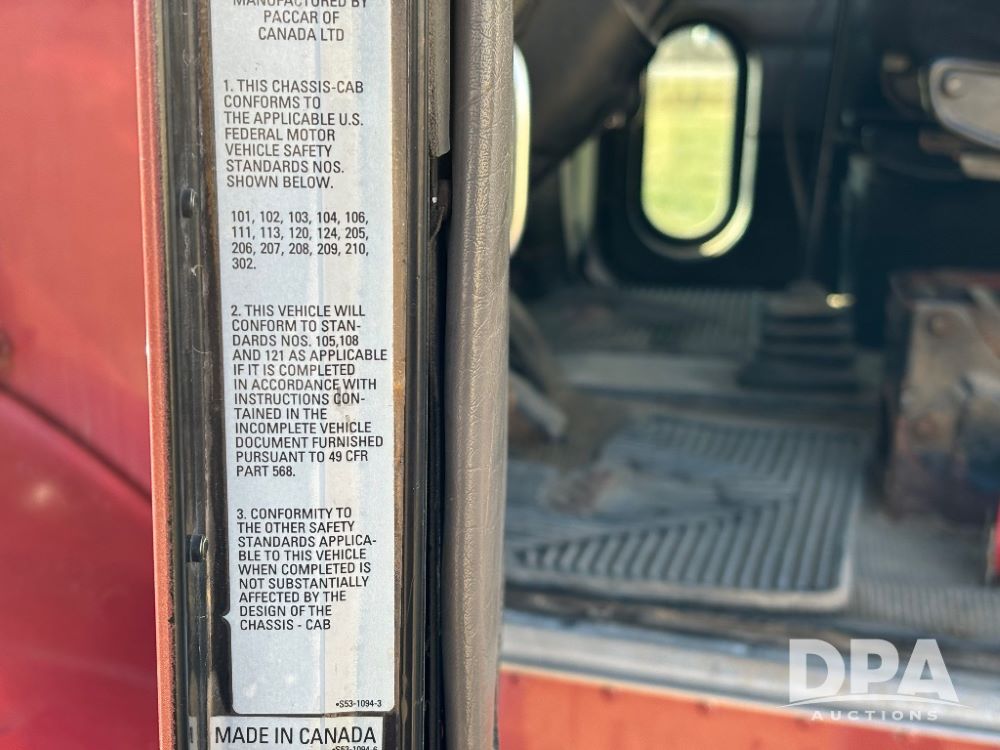 MANUFACTURED BY
PACCAR OF
CANADA LTD
1. THIS CHASSIS-CAB
CONFORMS TO
THE APPLICABLE U.S.
FEDERAL MOTOR
VEHICLE SAFETY
STANDARDS NOS.
SHOWN BELOW.
101, 102, 103, 104, 106,
111, 113, 120, 124, 205,
206, 207, 208, 209, 210,
302.
2. THIS VEHICLE WILL
CONFORM TO STAN-
DARDS NOS. 105,108
AND 121 AS APPLICABLE
IF IT IS COMPLETED
IN ACCORDANCE WITH
INSTRUCTIONS CON-
TAINED IN THE
INCOMPLETE VEHICLE
DOCUMENT FURNISHED
PURSUANT TO 49 CFR
PART 568.
3. CONFORMITY TO
THE OTHER SAFETY
STANDARDS APPLICA-
BLE TO THIS VEHICLE
WHEN COMPLETED IS
NOT SUBSTANTIALLY
AFFECTED BY THE
DESIGN OF THE
CHASSIS - CAB
•S53-1094-3
MADE IN CANADA
•S53-1094-6
DPA
AUCTIONS